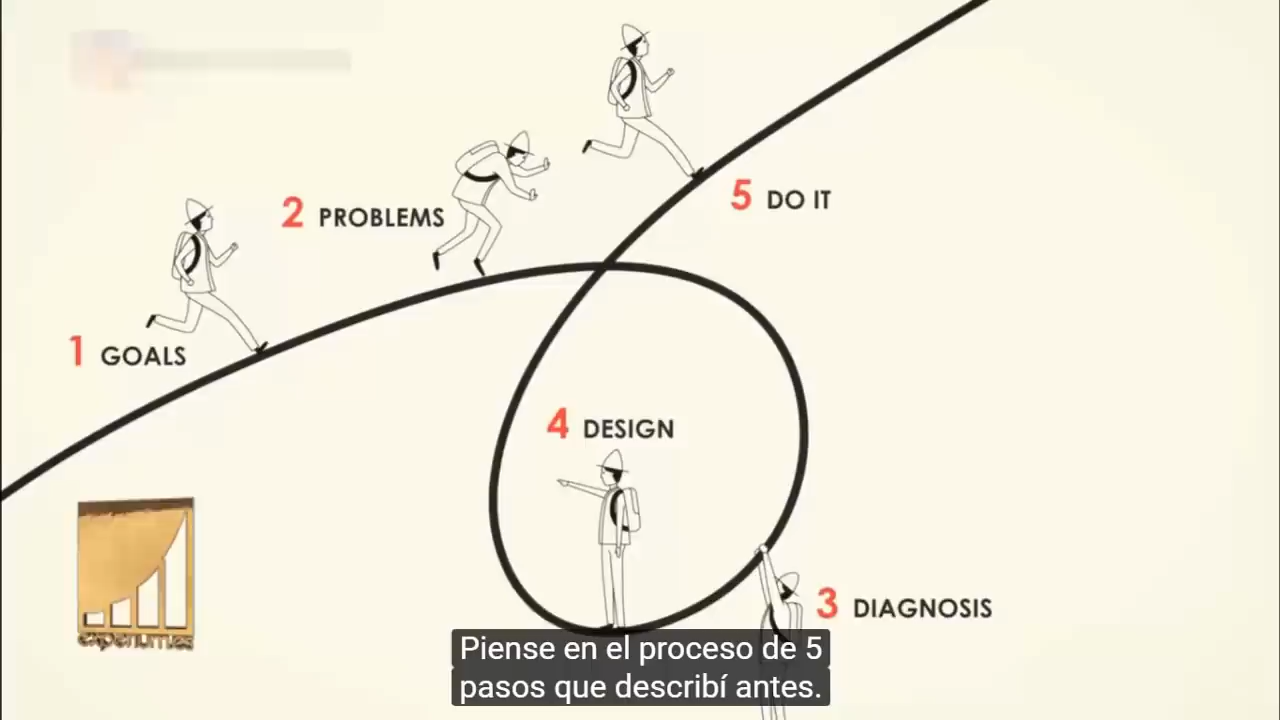 5 DO IT
2 PROBLEMS
1 GOALS
4 DESIGN
3 DIAGNOSIS
Piense en el proceso de 5
pasos que describí antes.